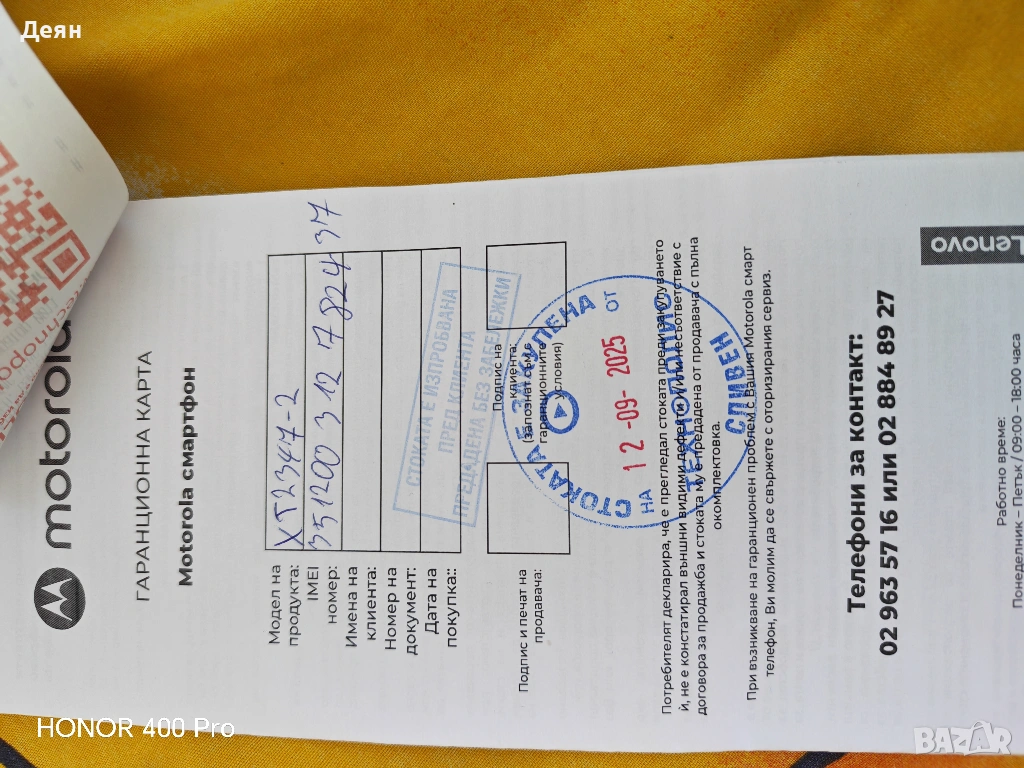 Деян
motorola
ГАРАНЦИОННА КАРТА
Motorola смартфон
Модел на продукта: XT2347-2
IMEI номер: 351200 312 7824 37
Имена на клиента:
Номер на документ:
Дата на покупка::
СТОКАТА Е ИЗПРОБВАНА
ПРЕД КЛИЕНТА
ПРЕДАДЕНА БЕЗ ЗАБЕЛЕЖКИ
Подпис и печат на продавача:
Подпис на клиента:
(запознат съм с гаранционните условия)
СТОКАТА Е ЗАКУПЕНА
НА 12-09-2025 ОТ
ТЕХНОПОЛИС
СЛИВЕН
Потребителят декларира, че е прегледал стоката преди закупуването
ѝ, не е констатирал външни видими дефекти и/или несъответствие с
договора за продажба и стоката му е предадена от продавача с пълна
окомплектовка.
При възникване на гаранционен проблем с Вашия Motorola смарт
телефон, Ви молим да се свържете с оторизирания сервиз.
Телефони за контакт:
02 963 57 16 или 02 884 89 27
Работно време:
Понеделник – Петък / 09:00 – 18:00 часа
Lenovo
HONOR 400 Pro
BAZAR